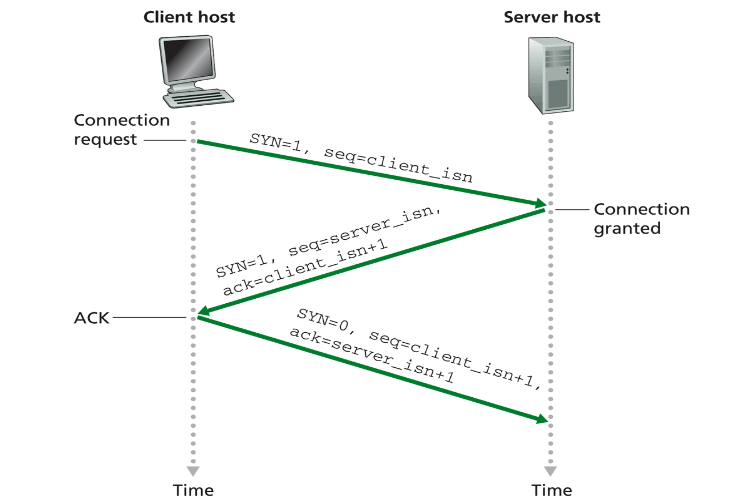 Client host
Server host
Connection
request
SYN=1, seq=client_isn
Connection
granted
SYN=1, seq=server_isn,
ack=client_isn+1
ACK
SYN=0, seq=client_isn+1,
ack=server_isn+1
Time
Time